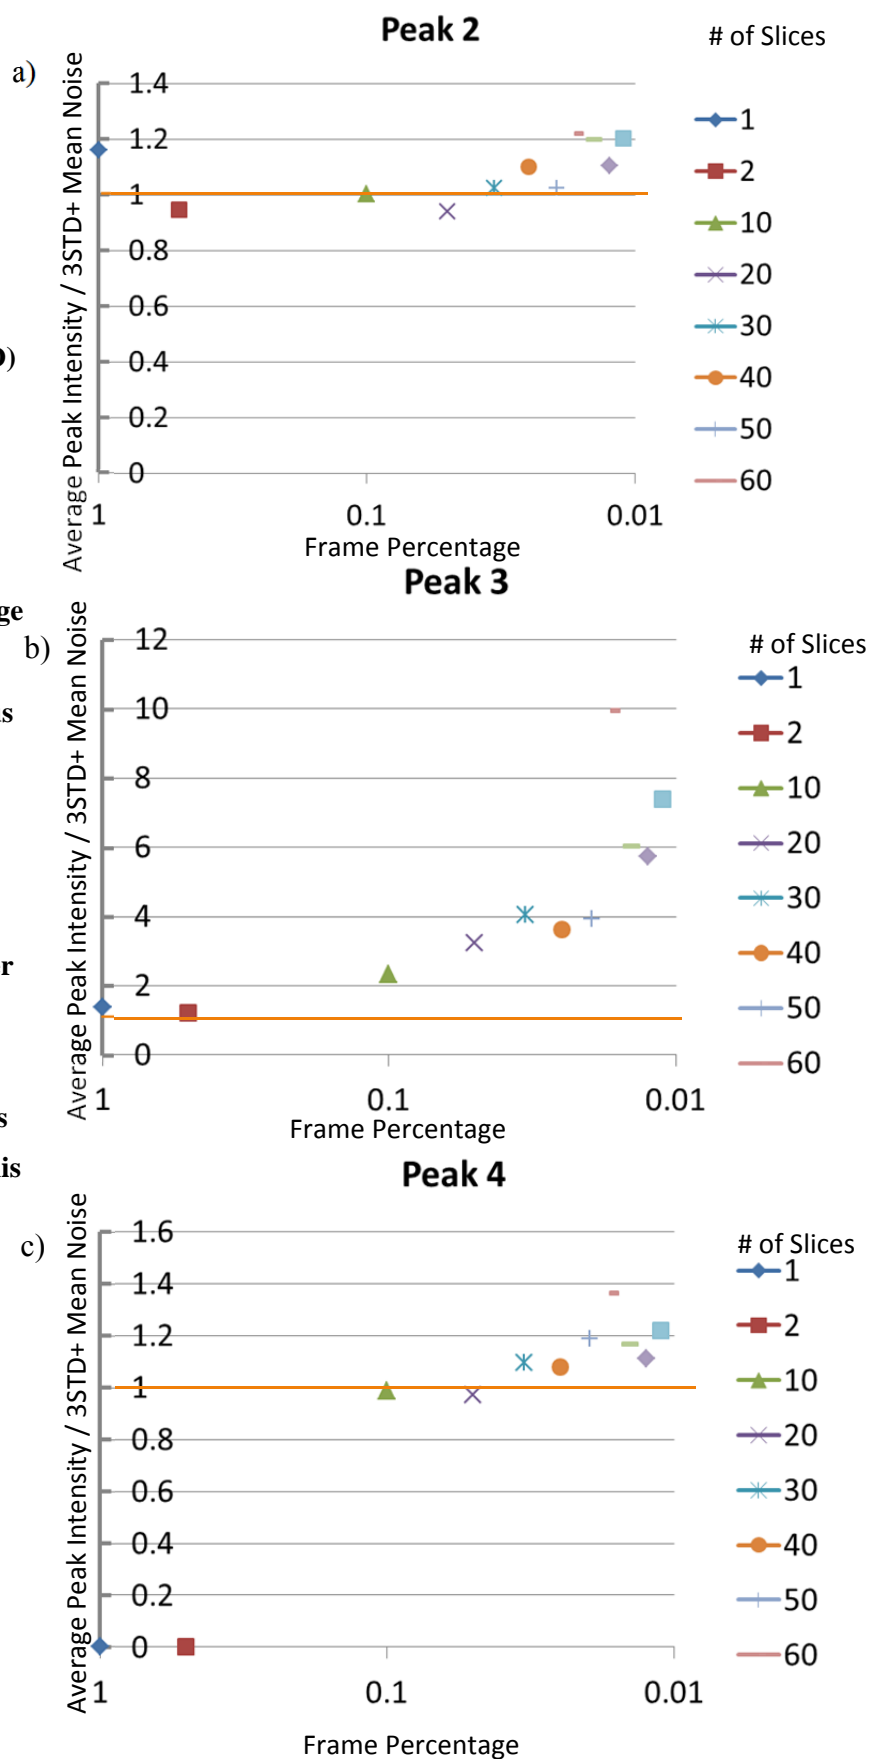 Peak 2
# of Slices
a)
Average Peak Intensity / 3STD+ Mean Noise
1.4
1.2
1
0.8
0.6
0.4
0.2
0
1
0.1
0.01
Frame Percentage
1
2
10
20
30
40
50
60
)
ge
Peak 3
# of Slices
b)
Average Peak Intensity / 3STD+ Mean Noise
12
10
8
6
4
2
0
1
0.1
0.01
Frame Percentage
1
2
10
20
30
40
50
60
is
er
s
is
Peak 4
# of Slices
c)
Average Peak Intensity / 3STD+ Mean Noise
1.6
1.4
1.2
1
0.8
0.6
0.4
0.2
0
1
0.1
0.01
Frame Percentage
1
2
10
20
30
40
50
60